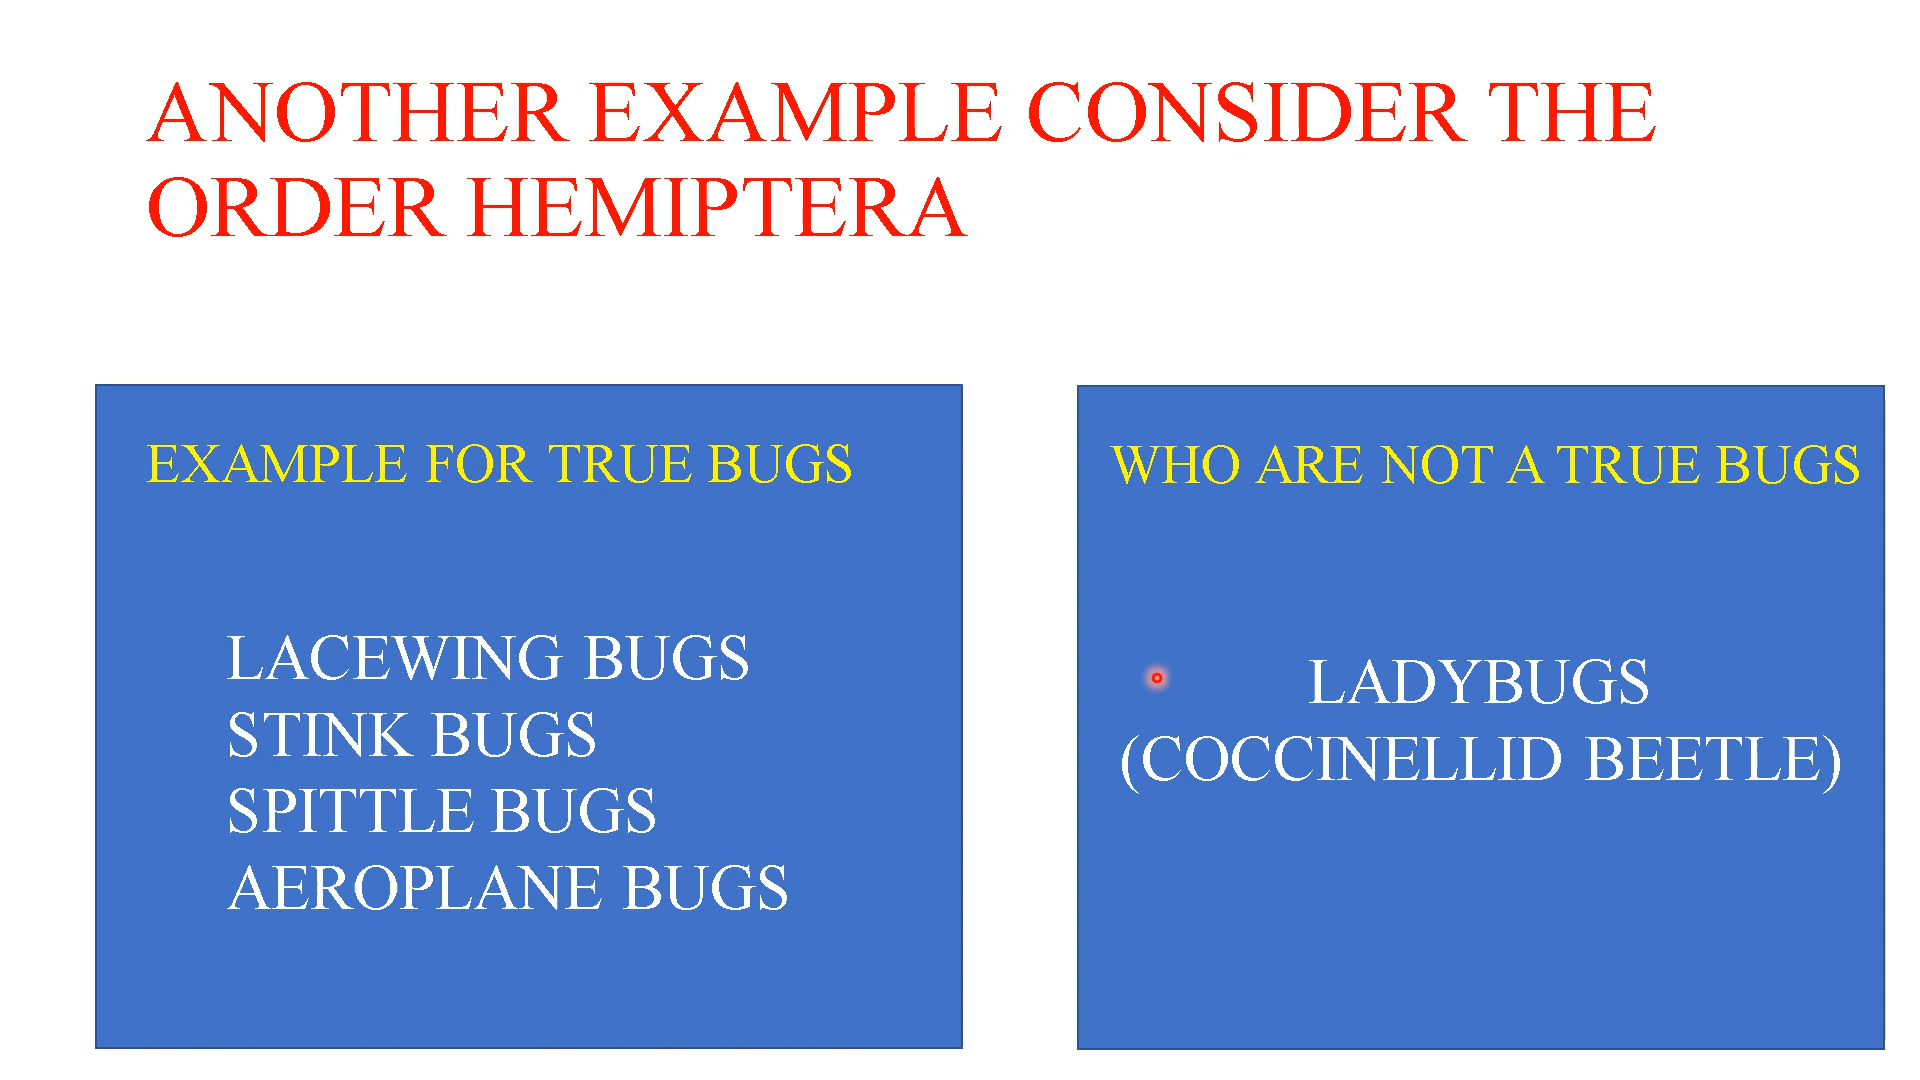 ANOTHER EXAMPLE CONSIDER THE
ORDER HEMIPTERA
EXAMPLE FOR TRUE BUGS
LACEWING BUGS
STINK BUGS
SPITTLE BUGS
AEROPLANE BUGS
WHO ARE NOT A TRUE BUGS
LADYBUGS
(COCCINELLID BEETLE)